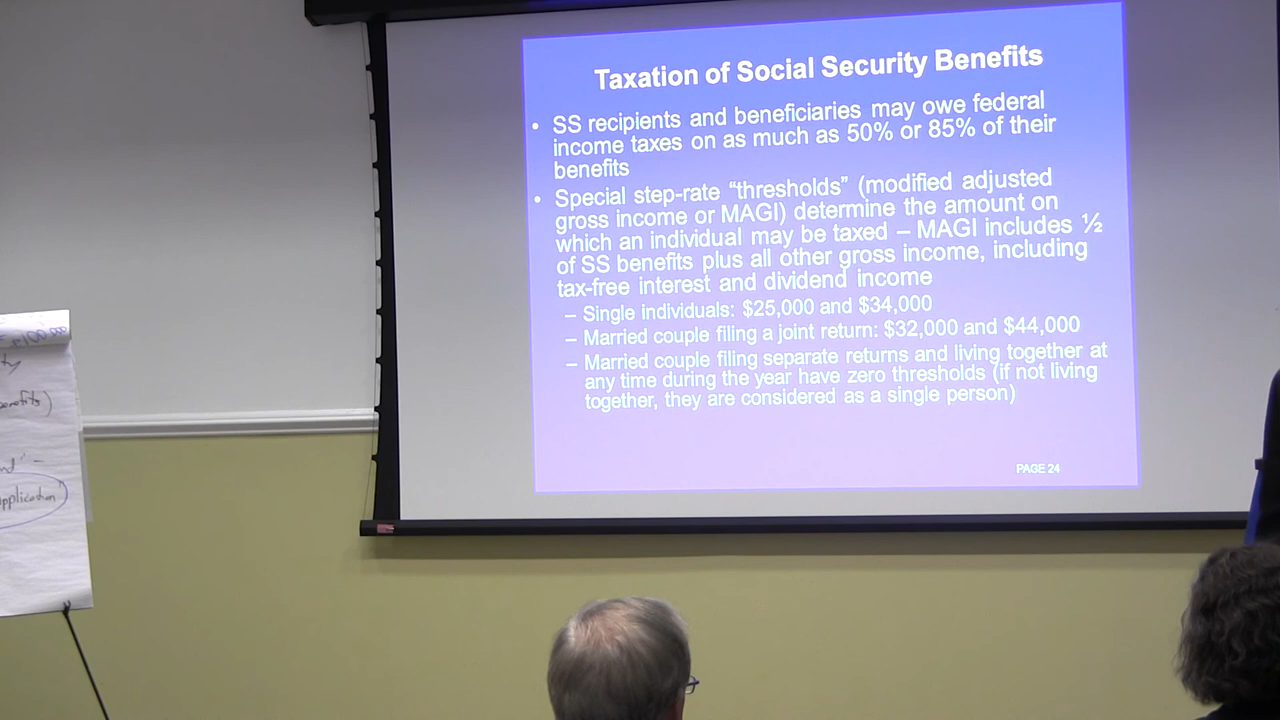 Taxation of Social Security Benefits
• SS recipients and beneficiaries may owe federal
income taxes on as much as 50% or 85% of their
benefits
• Special step-rate “thresholds” (modified adjusted
gross income or MAGI) determine the amount on
which an individual may be taxed – MAGI includes ½
of SS benefits plus all other gross income, including
tax-free interest and dividend income
– Single individuals: $25,000 and $34,000
– Married couple filing a joint return: $32,000 and $44,000
– Married couple filing separate returns and living together at
any time during the year have zero thresholds (if not living
together, they are considered as a single person)
PAGE 24
application"